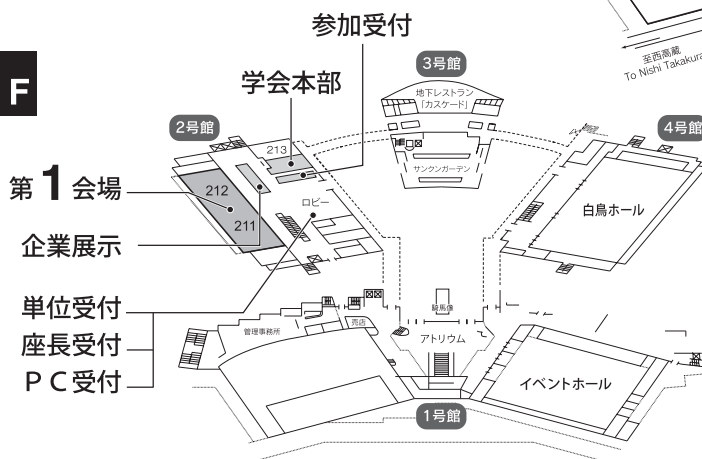 参加受付
学会本部
3号館
至西高蔵
To Nishi Takakura
F
地下レストラン
「カスケード」
2号館
4号館
213
サンクンガーデン
第1会場
212
211
ロビー
白鳥ホール
企業展示
単位受付
座長受付
PC受付
騎馬像
管理事務所
売店
アトリウム
イベントホール
1号館